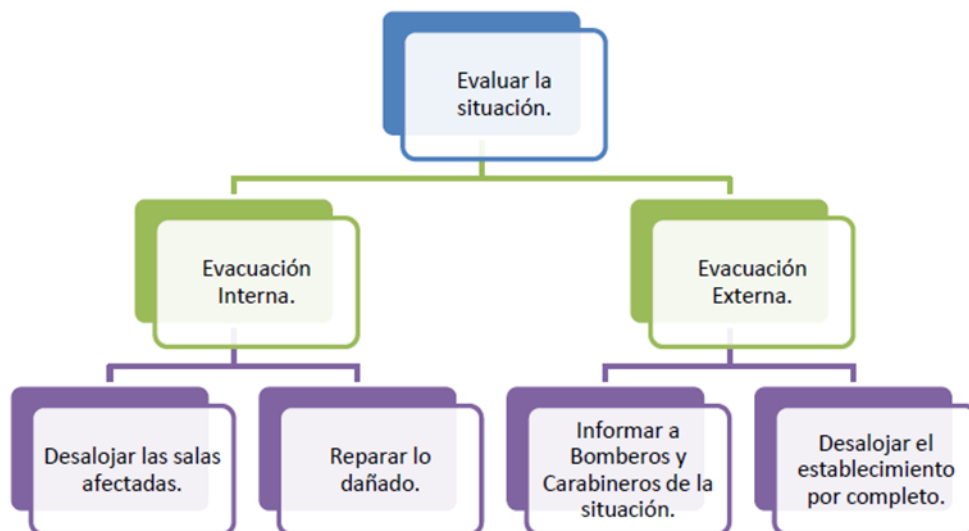 Evaluar la
situación.
Evacuación
Interna.
Evacuación
Externa.
Desalojar las salas
afectadas.
Reparar lo
dañado.
Informar a
Bomberos y
Carabineros de la
situación.
Desalojar el
establecimiento
por completo.